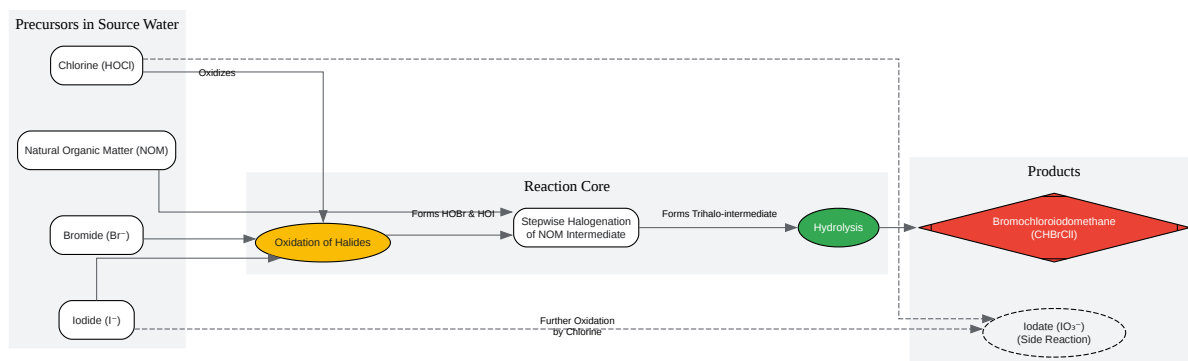 Precursors in Source Water
Chlorine (HOCl)
Oxidizes
Natural Organic Matter (NOM)
Bromide (Br⁻)
Iodide (I⁻)
Reaction Core
Oxidation of Halides
Forms HOBr & HOI
Stepwise Halogenation
of NOM Intermediate
Forms Trihalo-intermediate
Hydrolysis
Further Oxidation
by Chlorine
Products
Bromochloroiodomethane
(CHBrClI)
Iodate (IO₃⁻)
(Side Reaction)